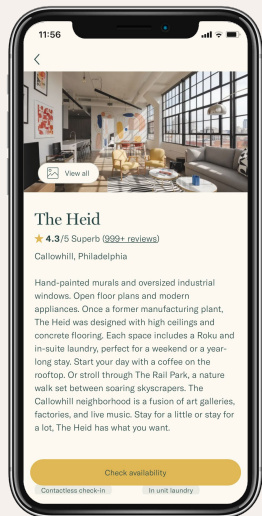 11:56
View all
The Heid
4.3/5 Superb (999+ reviews)
Callowhill, Philadelphia
Hand-painted murals and oversized industrial
windows. Open floor plans and modern
appliances. Once a former manufacturing plant,
The Heid was designed with high ceilings and
concrete flooring. Each space includes a Roku and
in-suite laundry, perfect for a weekend or a year-
long stay. Start your day with a coffee on the
rooftop. Or stroll through The Rail Park, a nature
walk set between soaring skyscrapers. The
Callowhill neighborhood is a fusion of art galleries,
factories, and live music. Stay for a little or stay for
a lot, The Heid has what you want.
Check availability
Contactless check-in In unit laundry